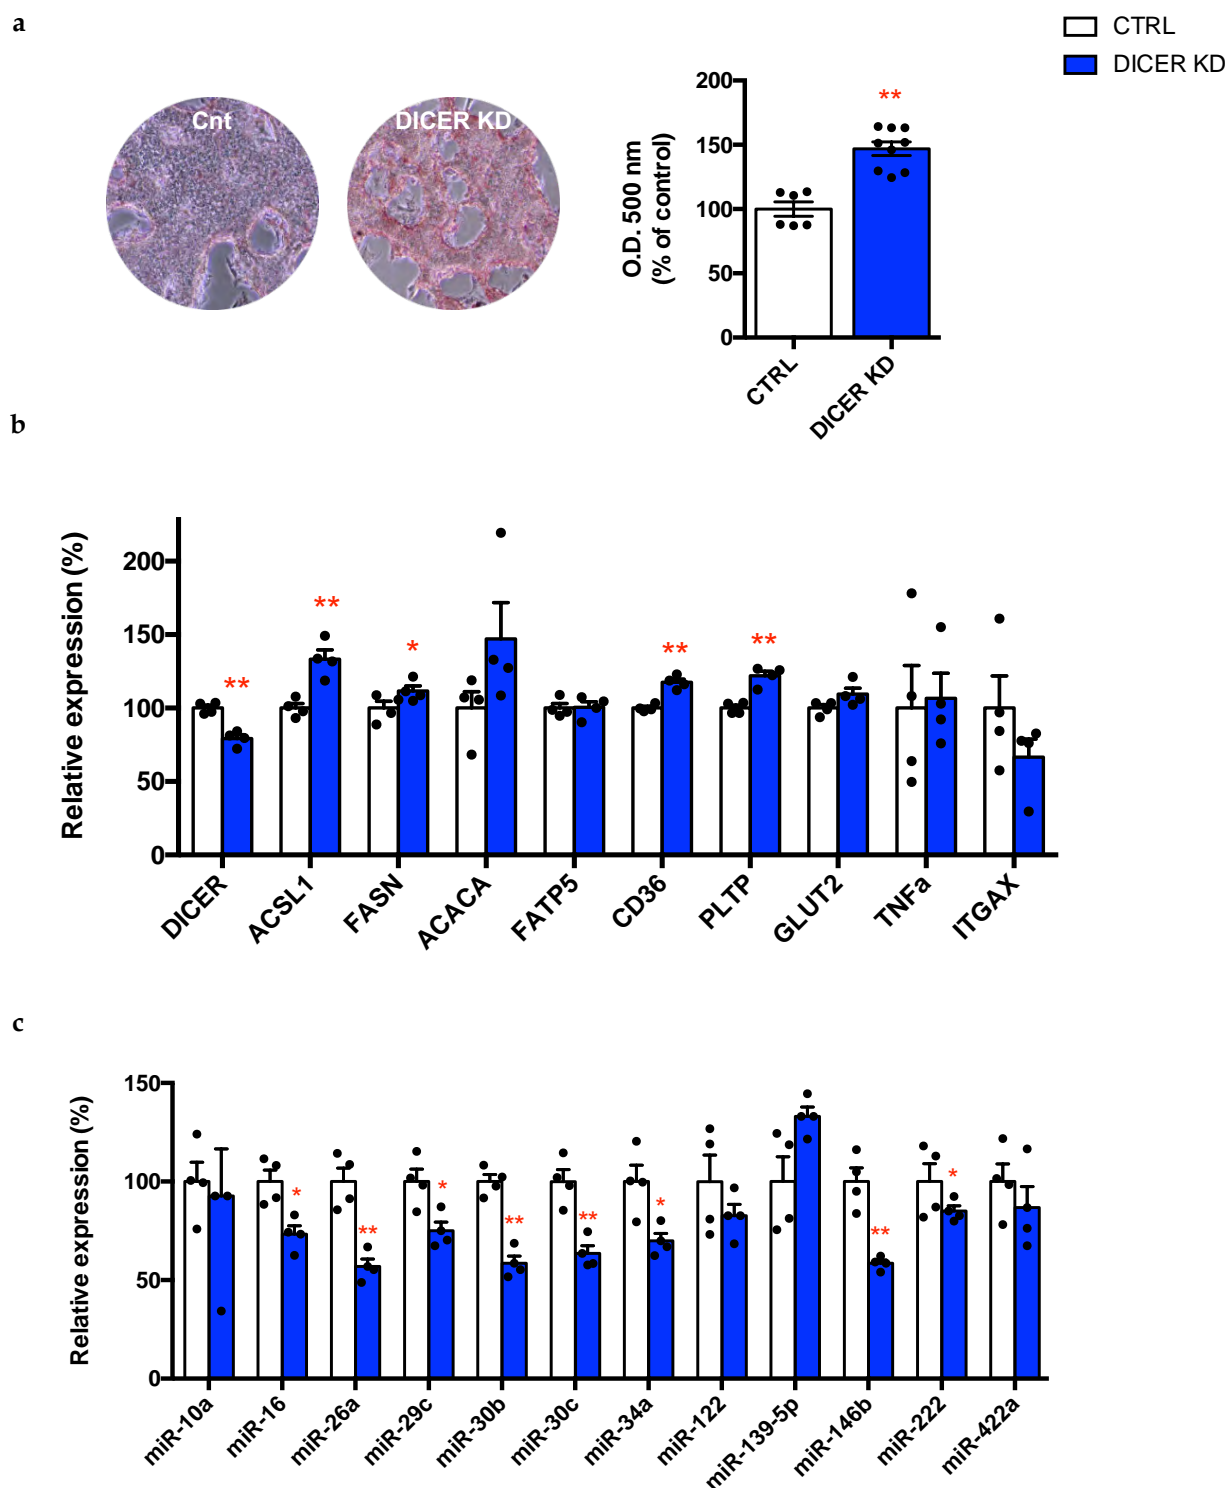 a
CTRL
DICER KD
Cnt
DICER KD
O.D. 500 nm
(% of control)
200
150
100
50
0
**
CTRL
DICER KD
b
Relative expression (%)
200
150
100
50
0
**
**
*
**
**
DICER
ACSL1
FASN
ACACA
FATP5
CD36
PLTP
GLUT2
TNFa
ITGAX
c
Relative expression (%)
150
100
50
0
*
**
*
**
**
*
**
*
miR-10a
miR-16
miR-26a
miR-29c
miR-30b
miR-30c
miR-34a
miR-122
miR-139-5p
miR-146b
miR-222
miR-422a